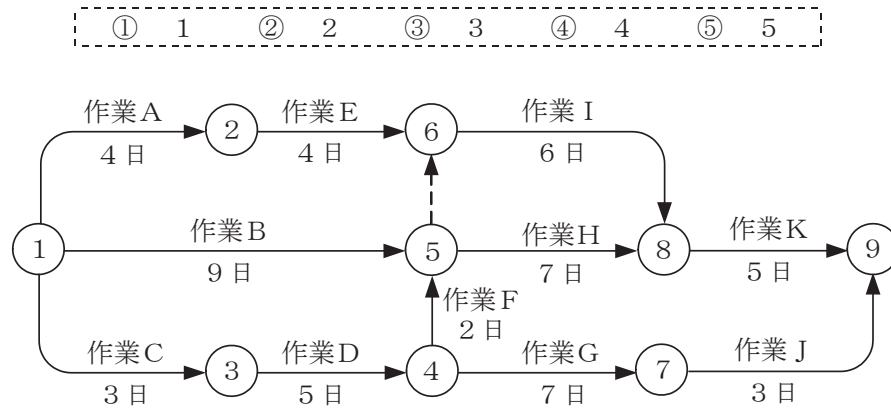 ① 1 ② 2 ③ 3 ④ 4 ⑤ 5
作業A 作業E 作業I
2 6
4日 4日 6日
作業B 作業H 作業K
1 5 8 9
9日 7日 5日
作業F
2日
作業C 作業D 作業G 作業J
3 4 7
3日 5日 7日 3日